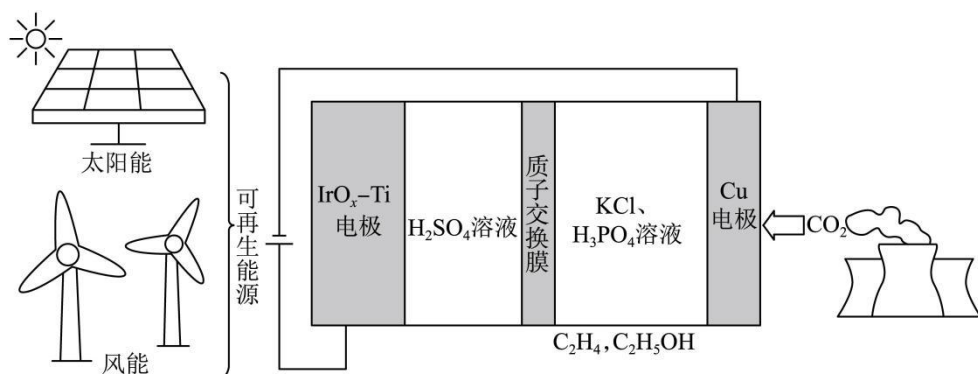 太阳能
风能
可再生能源
IrOₓ-Ti
电极
H₂SO₄溶液
质子交换膜
KCl、
H₃PO₄溶液
Cu
电极
CO₂
C₂H₄,C₂H₅OH